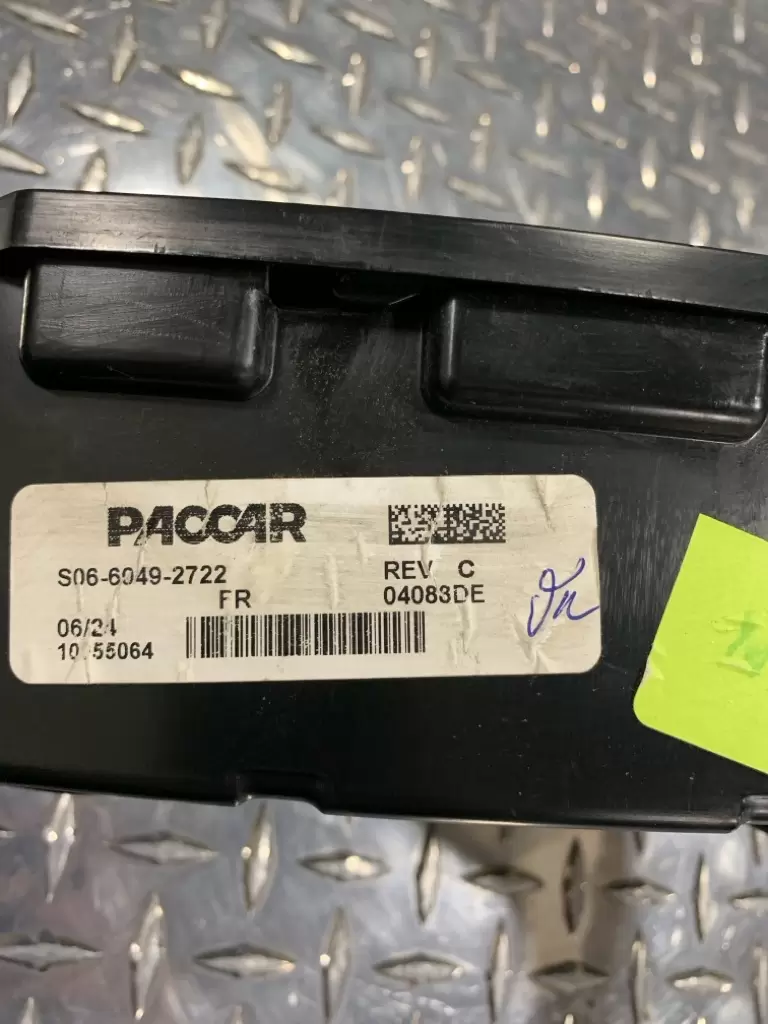 PACCAR
S06-6049-2722
REV C
FR
04083DE
06/24